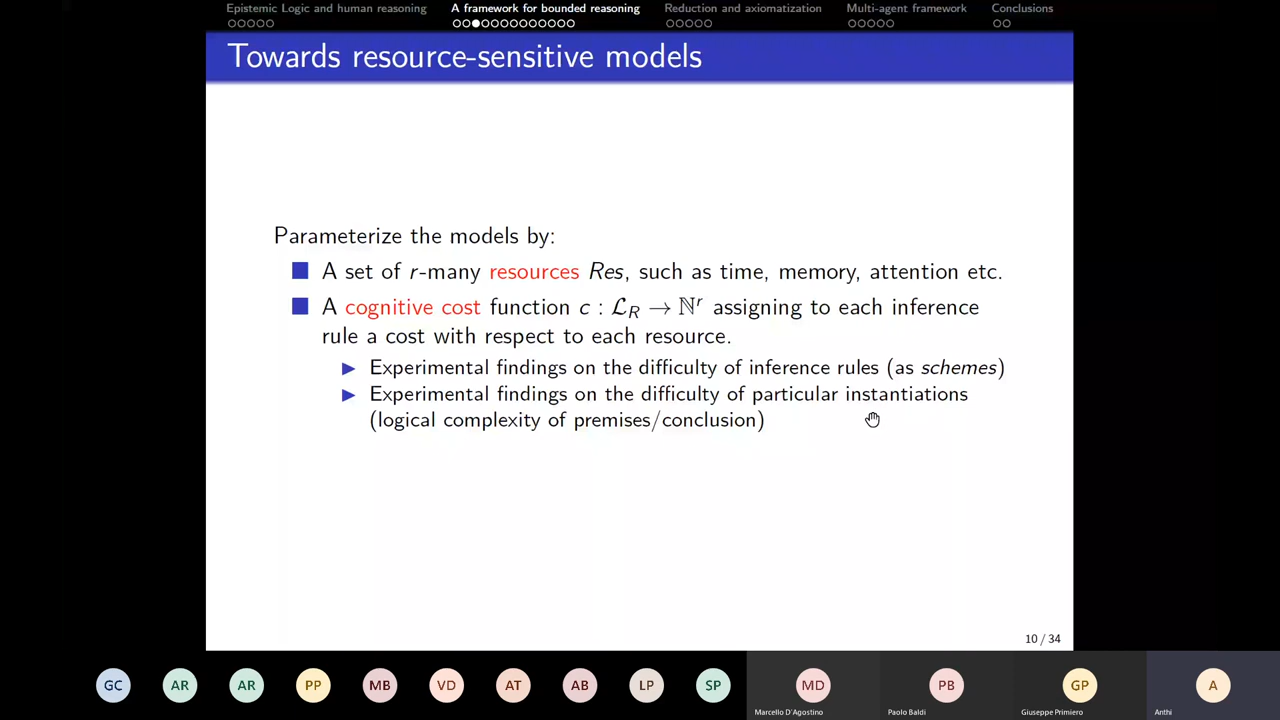 Epistemic Logic and human reasoning A framework for bounded reasoning Reduction and axiomatization Multi-agent framework Conclusions
Towards resource-sensitive models
Parameterize the models by:
A set of r-many resources Res, such as time, memory, attention etc.
A cognitive cost function c : ℒ_R → ℕ^r assigning to each inference
rule a cost with respect to each resource.
Experimental findings on the difficulty of inference rules (as schemes)
Experimental findings on the difficulty of particular instantiations
(logical complexity of premises/conclusion)
10 / 34
GC AR AR PP MB VD AT AB LP SP MD PB GP A
Marcello D'Agostino Paolo Baldi Giuseppe Primiero Anthi